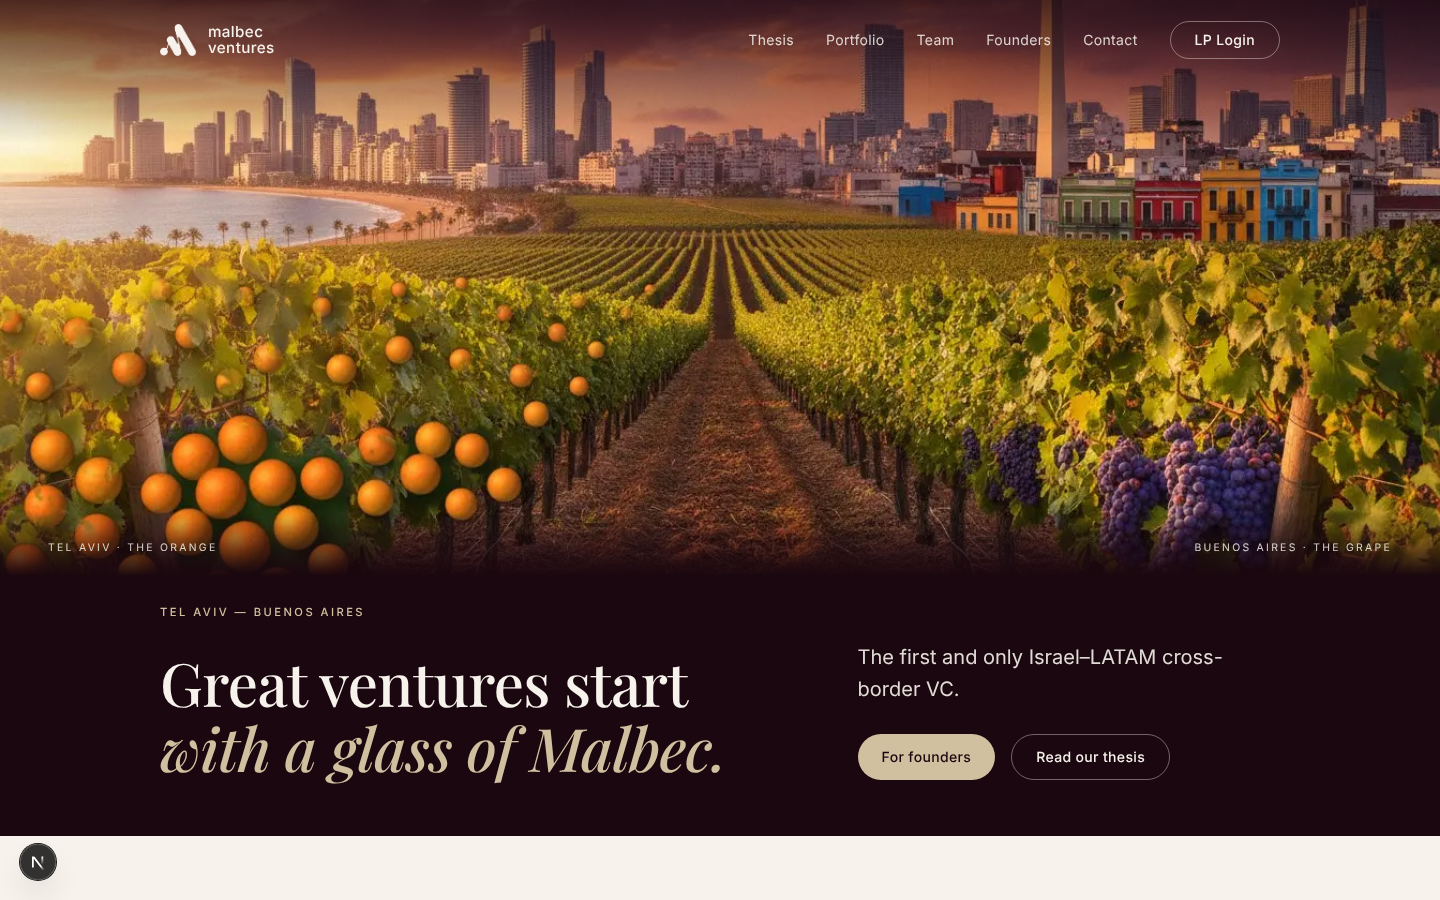 malbec
ventures
Thesis
Portfolio
Team
Founders
Contact
LP Login
TEL AVIV · THE ORANGE
BUENOS AIRES · THE GRAPE
TEL AVIV — BUENOS AIRES
Great ventures start
with a glass of Malbec.
The first and only Israel–LATAM cross-
border VC.
For founders
Read our thesis
N